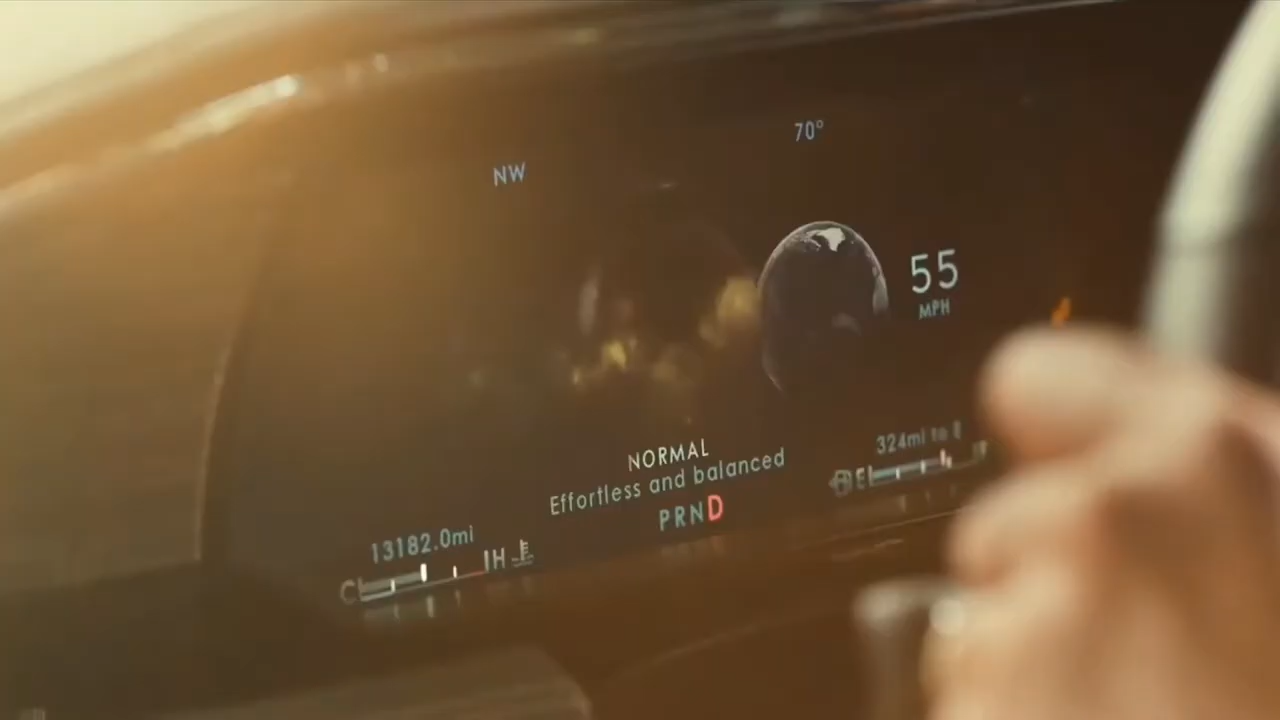 70°
NW
55
MPH
NORMAL
Effortless and balanced
PRND
324mi to E
E F
13182.0mi
C H